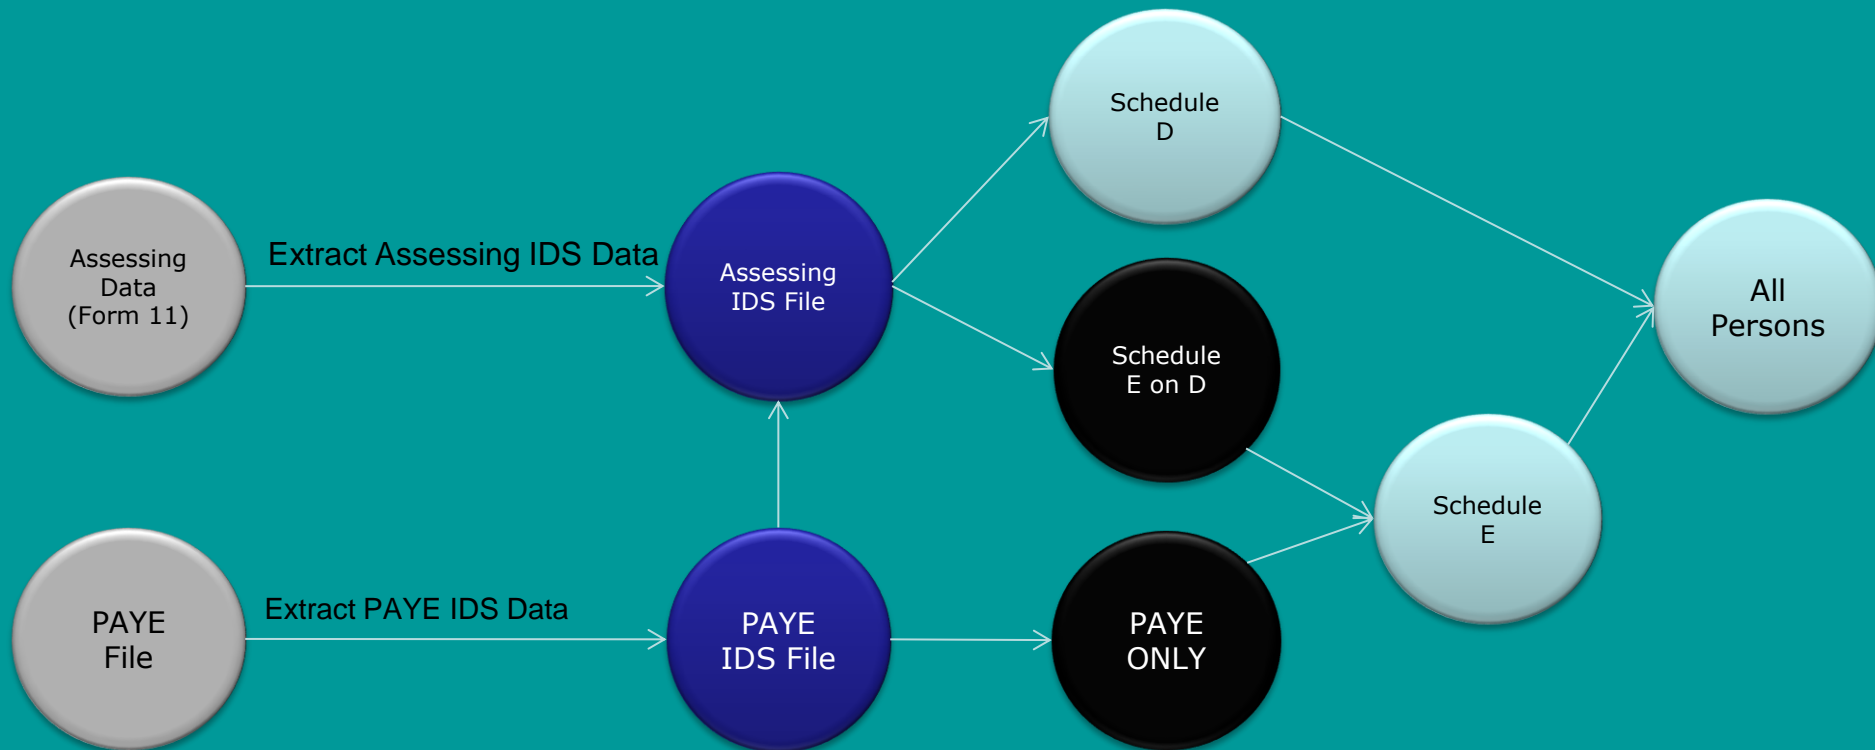 Schedule
D
Assessing
Data
(Form 11)
Extract Assessing IDS Data
Assessing
IDS File
All
Persons
Schedule
E on D
Schedule
E
PAYE
File
Extract PAYE IDS Data
PAYE
IDS File
PAYE
ONLY